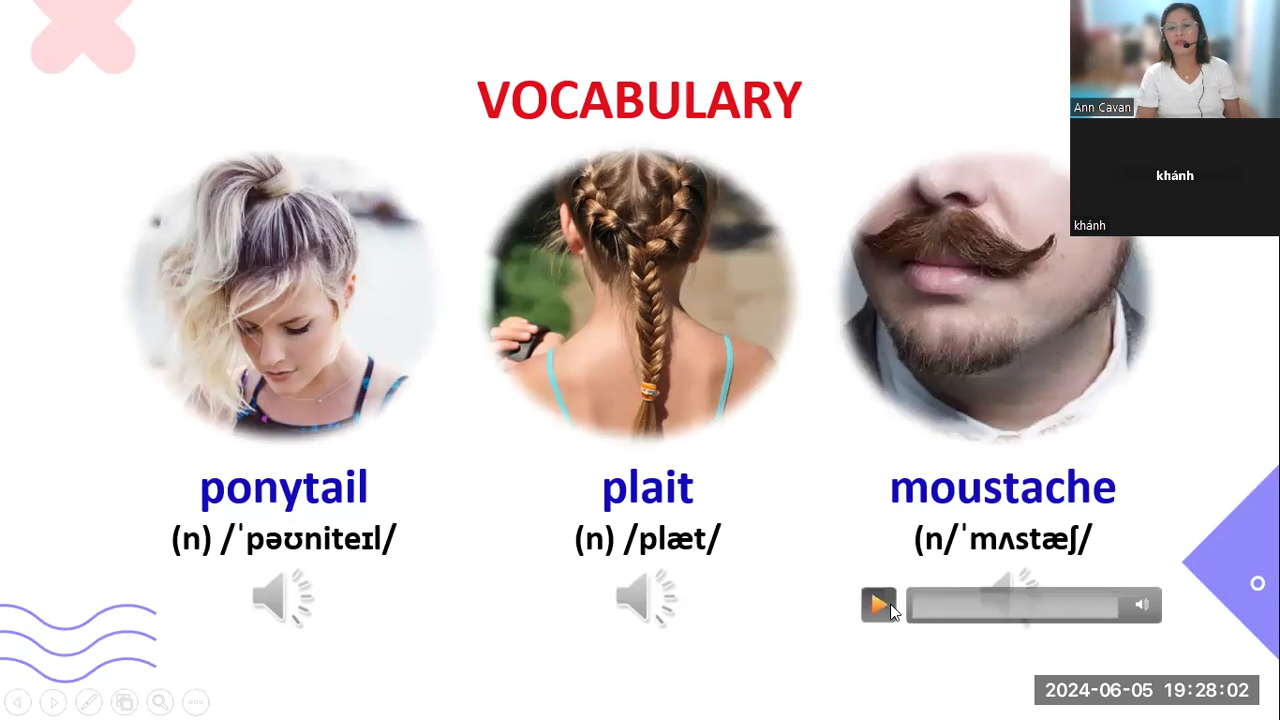 VOCABULARY
Ann Cavan
khánh
khánh
ponytail
plait
moustache
(n) /ˈpəʊniteɪl/
(n) /plæt/
(n/ˈmʌstæʃ/
2024-06-05 19:28:02